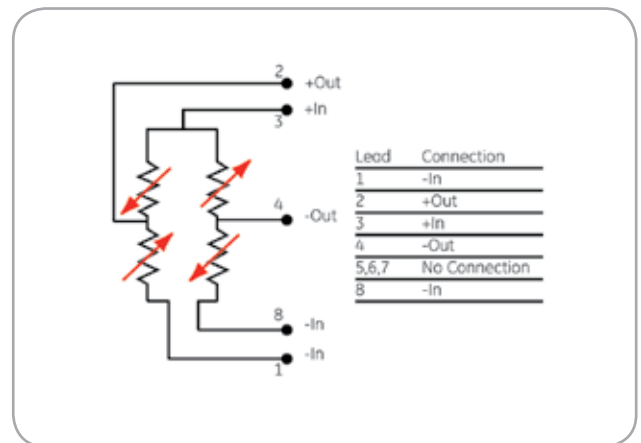 2 +Out
+In
3
4 -Out
8 -In
-In
1
Lead Connection
1 -In
2 +Out
3 +In
4 -Out
5,6,7 No Connection
8 -In